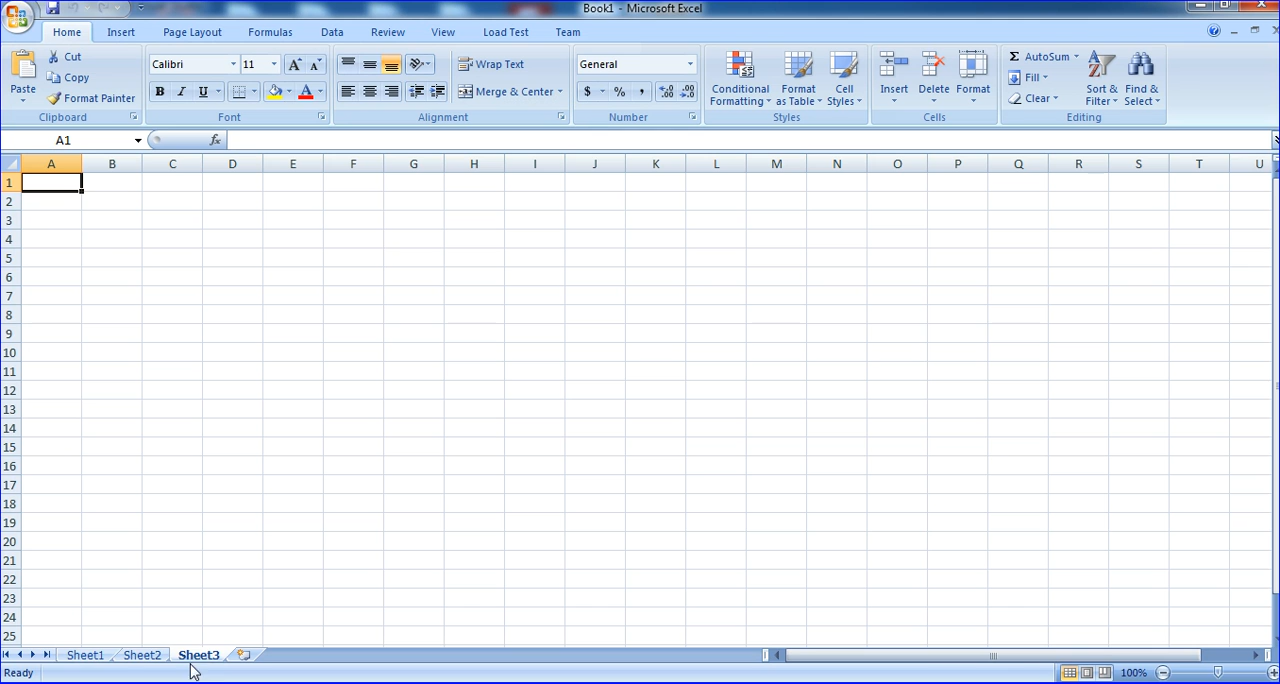 Book1 - Microsoft Excel
Home Insert Page Layout Formulas Data Review View Load Test Team
Paste
Cut
Copy
Format Painter
Clipboard
Calibri 11 A A
B I U A
Font
Wrap Text
Merge & Center
Alignment
General
$ % , .00 .00
Number
Conditional Formatting
Format as Table
Cell Styles
Styles
Insert Delete Format
Cells
Σ AutoSum
Fill
Clear
Sort & Filter
Find & Select
Editing
A1 fx
A B C D E F G H I J K L M N O P Q R S T U
1
2
3
4
5
6
7
8
9
10
11
12
13
14
15
16
17
18
19
20
21
22
23
24
25
Sheet1 Sheet2 Sheet3
Ready 100%